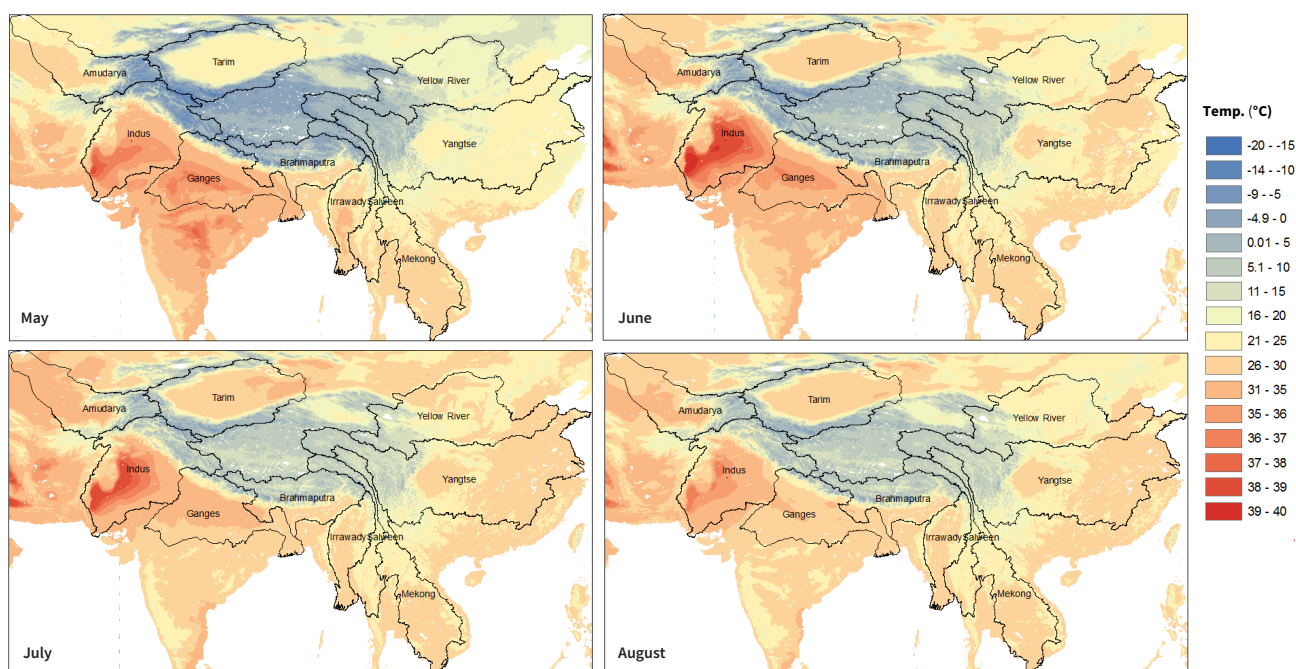 Tarim
Amudarya
Yellow River
Indus
Yangtse
Brahmaputra
Ganges
Irrawady Salween
Mekong
May
Tarim
Amudarya
Yellow River
Indus
Yangtse
Brahmaputra
Ganges
Irrawady Salween
Mekong
June
Tarim
Amudarya
Yellow River
Indus
Yangtse
Brahmaputra
Ganges
Irrawady Salween
Mekong
July
Tarim
Amudarya
Yellow River
Indus
Yangtse
Brahmaputra
Ganges
Irrawady Salween
Mekong
August
Temp. (°C)
-20 - -15
-14 - -10
-9 - -5
-4.9 - 0
0.01 - 5
5.1 - 10
11 - 15
16 - 20
21 - 25
26 - 30
31 - 35
35 - 36
36 - 37
37 - 38
38 - 39
39 - 40